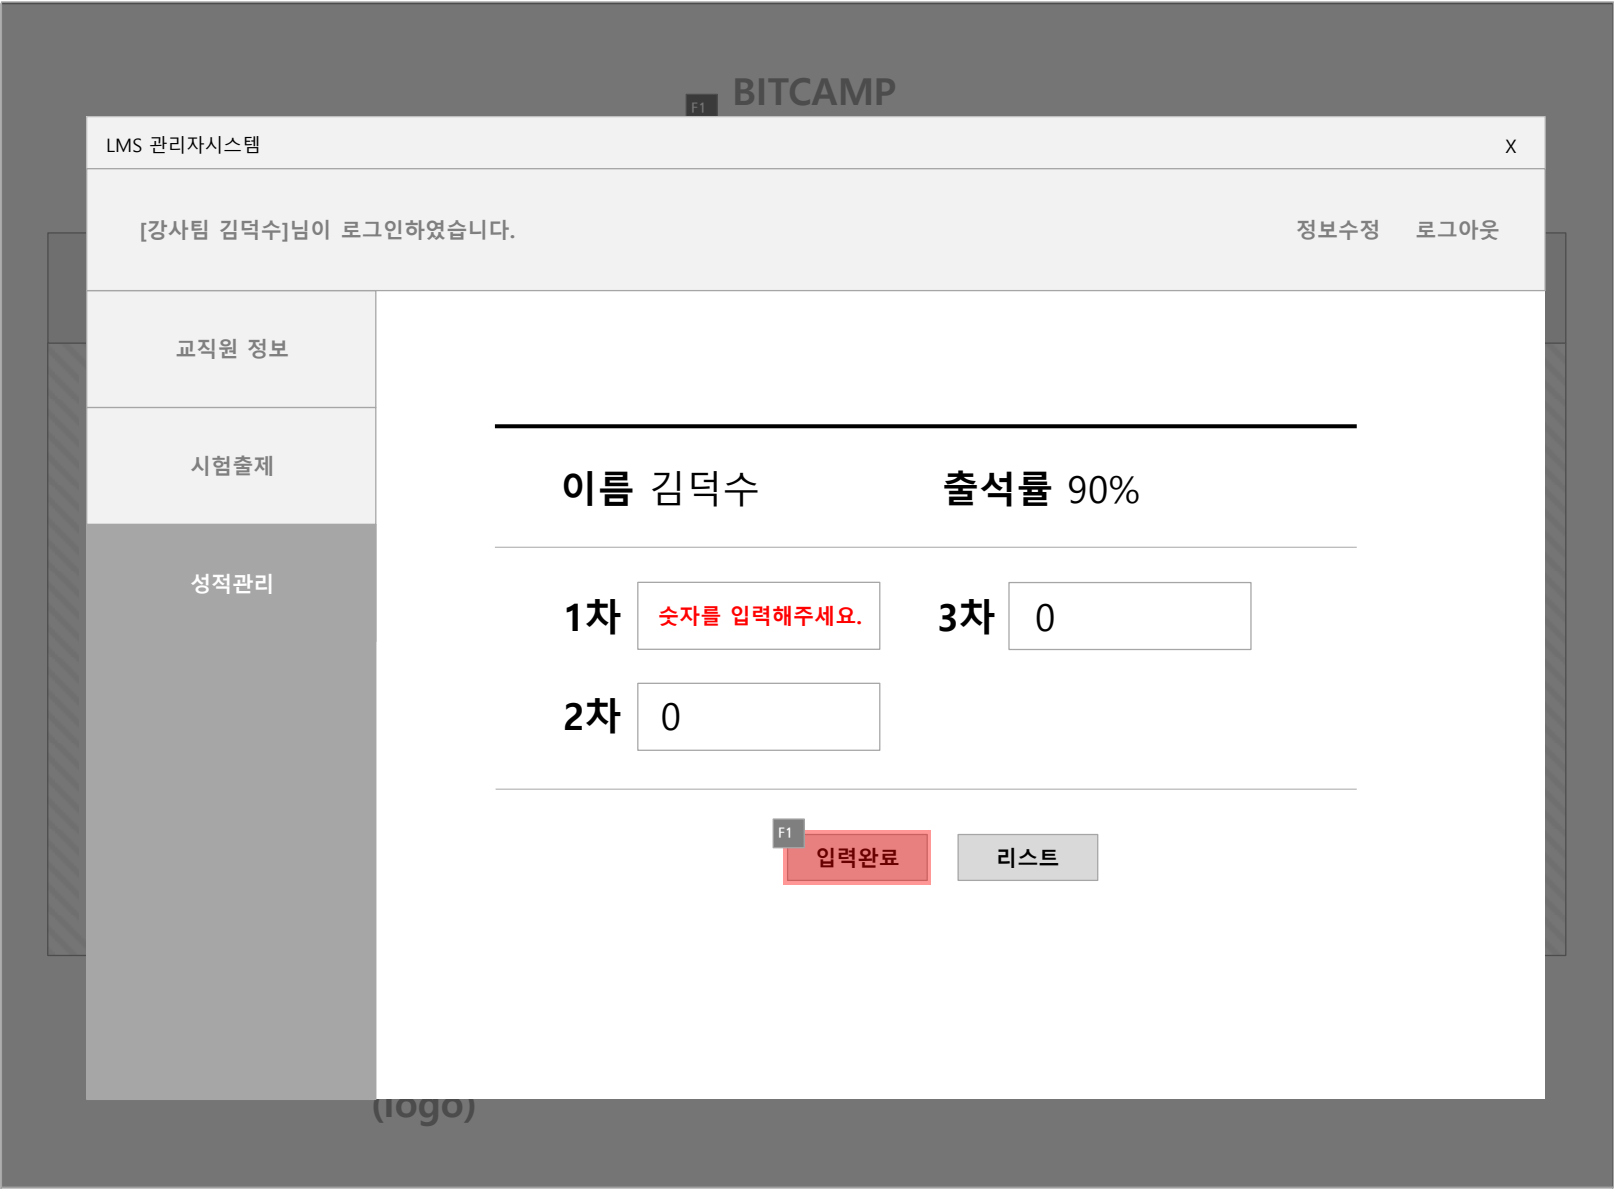 BITCAMP
F1
LMS 관리자시스템
X
[강사팀 김덕수]님이 로그인하였습니다.
정보수정 로그아웃
교직원 정보
시험출제
성적관리
이름 김덕수 출석률 90%
1차 숫자를 입력해주세요. 3차 0
2차 0
F1
입력완료 리스트
(logo)